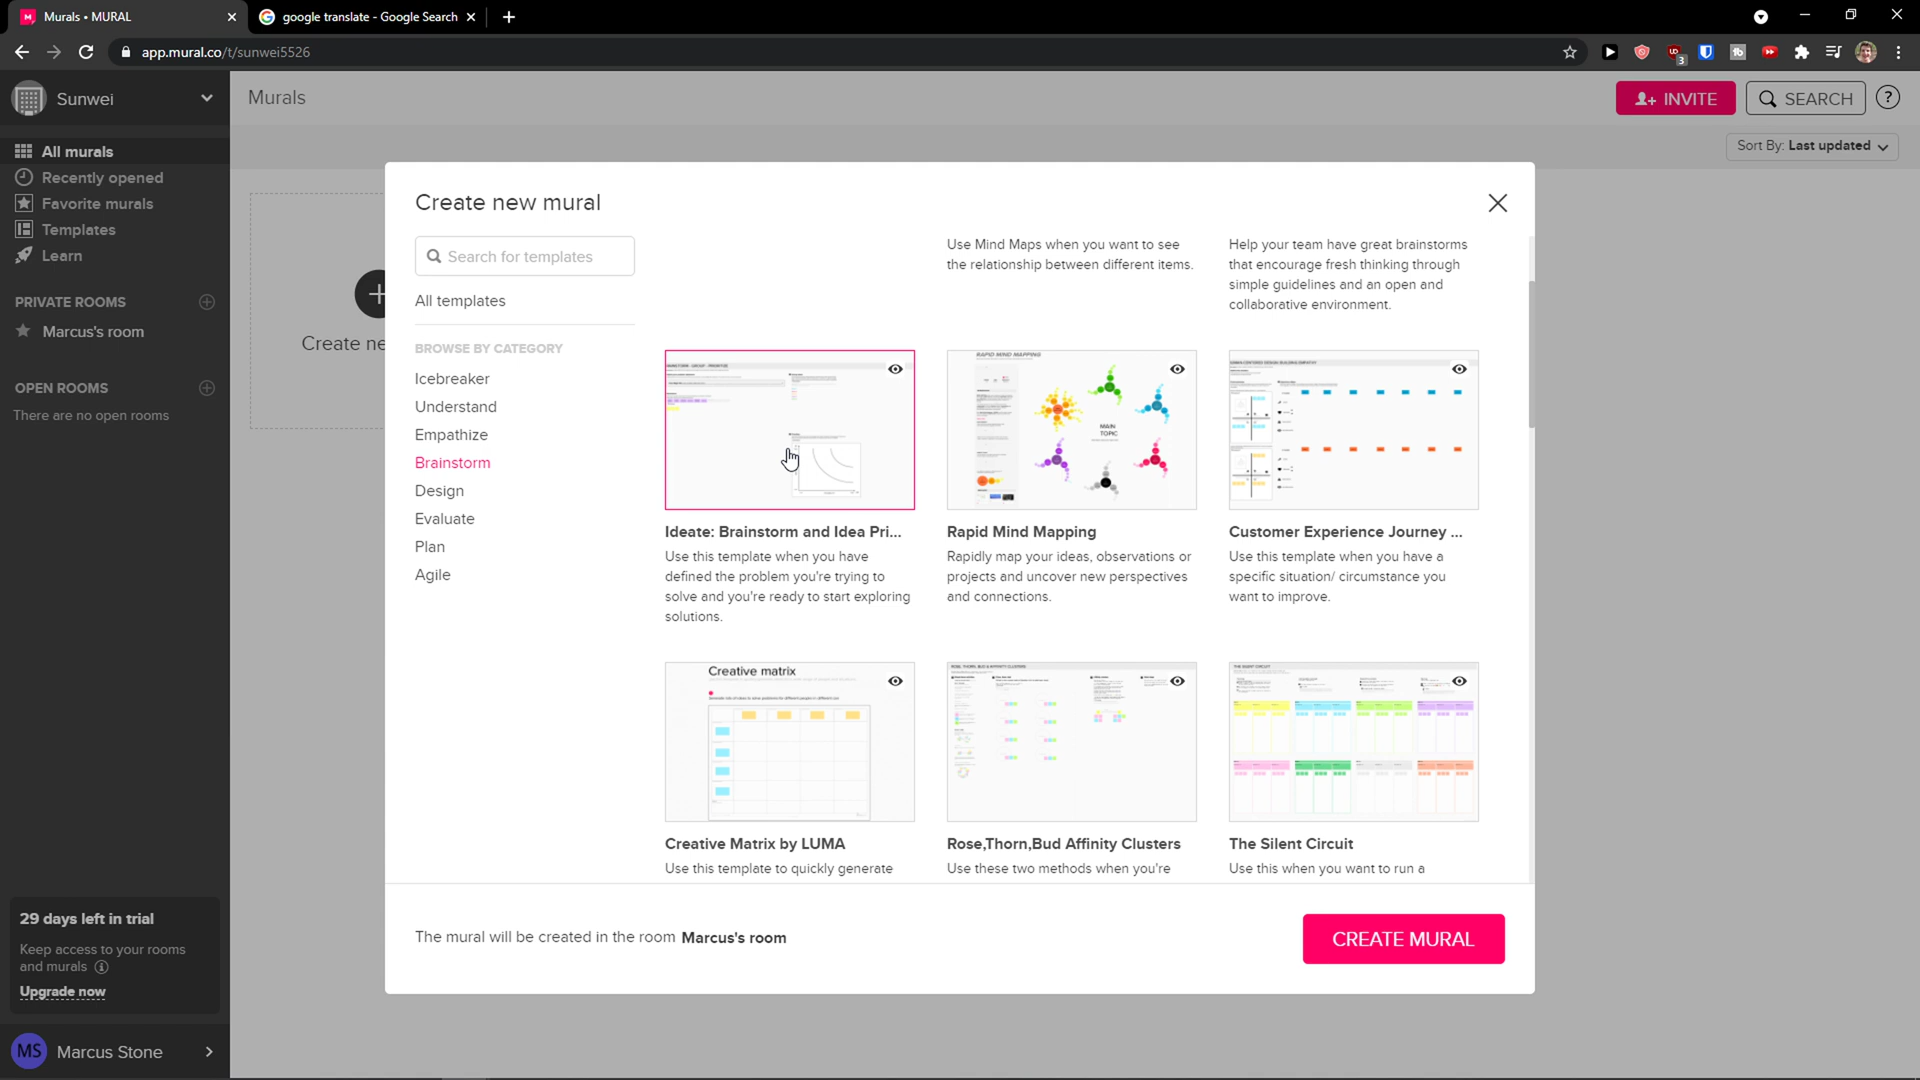 Murals • MURAL
google translate - Google Search
app.mural.co/t/sunwei5526
3
Sunwei
Murals
INVITE
SEARCH
?
Sort By: Last updated
All murals
Recently opened
Favorite murals
Templates
Learn
PRIVATE ROOMS
Marcus's room
OPEN ROOMS
There are no open rooms
Create ne
Create new mural
Search for templates
All templates
BROWSE BY CATEGORY
Icebreaker
Understand
Empathize
Brainstorm
Design
Evaluate
Plan
Agile
Use Mind Maps when you want to see
the relationship between different items.
Help your team have great brainstorms
that encourage fresh thinking through
simple guidelines and an open and
collaborative environment.
RAPID MIND MAPPING
MAIN
TOPIC
Ideate: Brainstorm and Idea Pri...
Use this template when you have
defined the problem you're trying to
solve and you're ready to start exploring
solutions.
Rapid Mind Mapping
Rapidly map your ideas, observations or
projects and uncover new perspectives
and connections.
Customer Experience Journey ...
Use this template when you have a
specific situation/ circumstance you
want to improve.
Creative matrix
THE SILENT CIRCUIT
Creative Matrix by LUMA
Use this template to quickly generate
Rose,Thorn,Bud Affinity Clusters
Use these two methods when you're
The Silent Circuit
Use this when you want to run a
The mural will be created in the room Marcus's room
CREATE MURAL
29 days left in trial
Keep access to your rooms
and murals
Upgrade now
MS
Marcus Stone